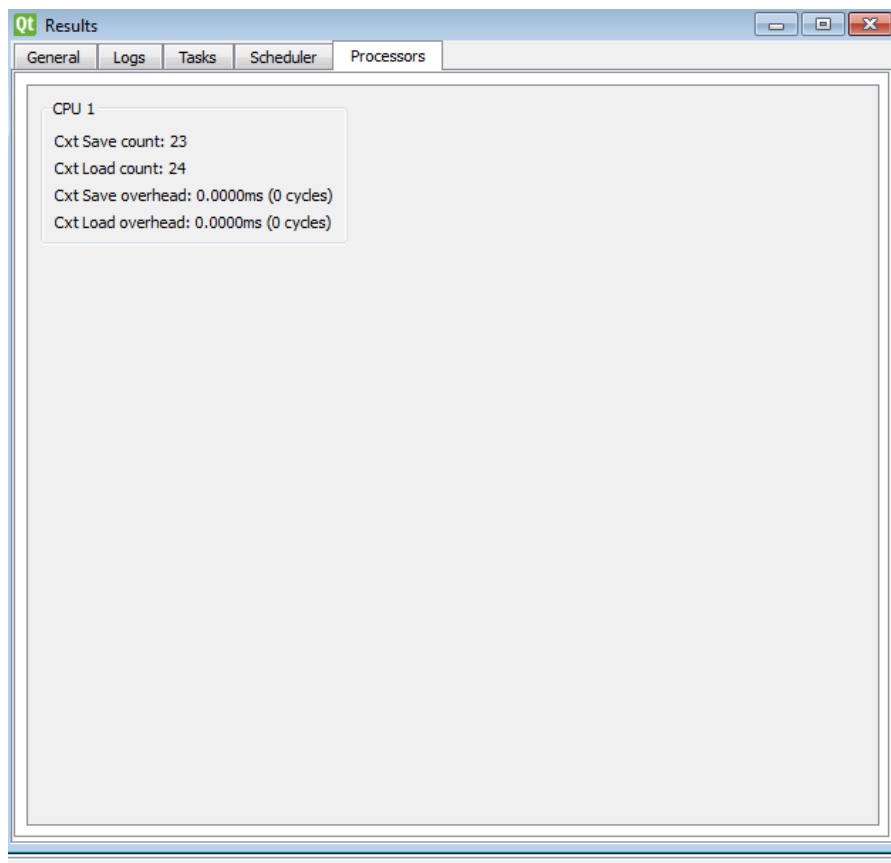 Qt Results
General Logs Tasks Scheduler Processors
CPU 1
Cxt Save count: 23
Cxt Load count: 24
Cxt Save overhead: 0.0000ms (0 cycles)
Cxt Load overhead: 0.0000ms (0 cycles)